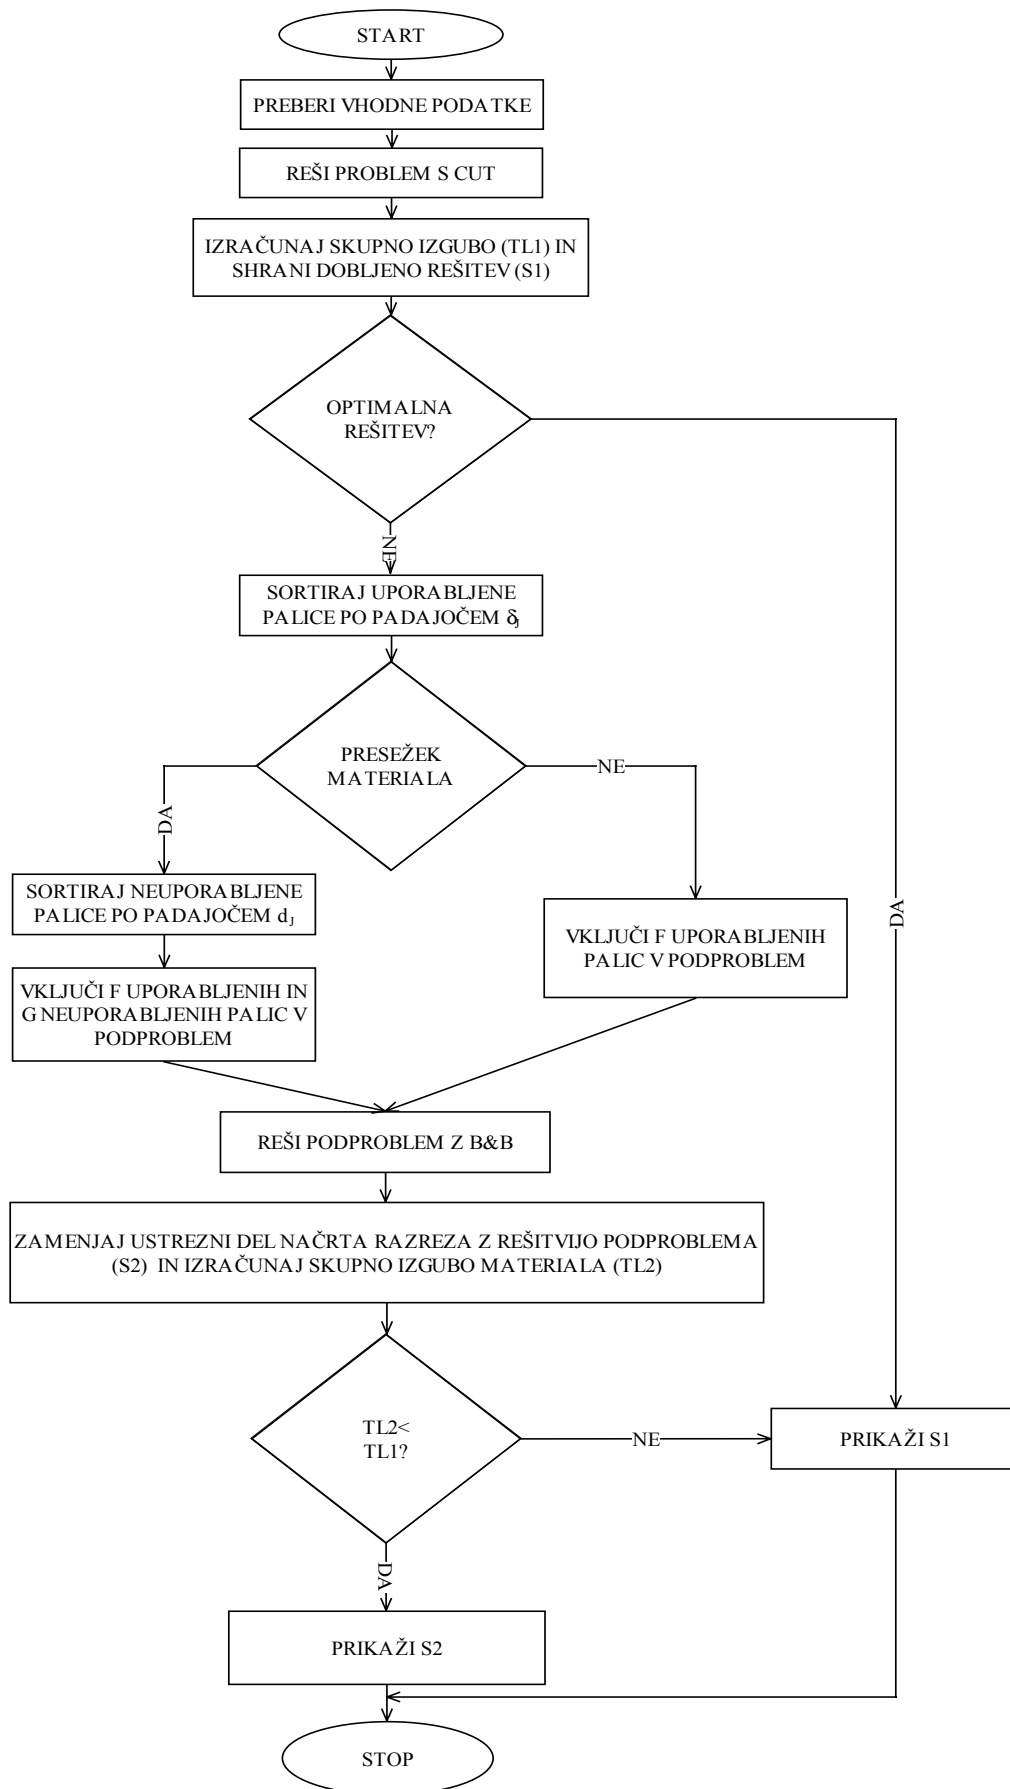 START
PREBERI VHODNE PODATKE
REŠI PROBLEM S CUT
IZRAČUNAJ SKUPNO IZGUBO (TL1) IN
SHRANI DOBLJENO REŠITEV (S1)
OPTIMALNA
REŠITEV?
NE
SORTIRAJ UPORABLJENE
PALICE PO PADAJOČEM δJ
PRESEŽEK
MATERIALA
NE
DA
SORTIRAJ NEUPORABLJENE
PALICE PO PADAJOČEM dJ
DA
VKLJUČI F UPORABLJENIH
PALIC V PODPROBLEM
VKLJUČI F UPORABLJENIH IN
G NEUPORABLJENIH PALIC V
PODPROBLEM
REŠI PODPROBLEM Z B&B
ZAMENJAJ USTREZNI DEL NAČRTA RAZREZA Z REŠITVIJO PODPROBLEMA
(S2) IN IZRAČUNAJ SKUPNO IZGUBO MATERIALA (TL2)
TL2<
TL1?
NE
PRIKAŽI S1
DA
PRIKAŽI S2
STOP